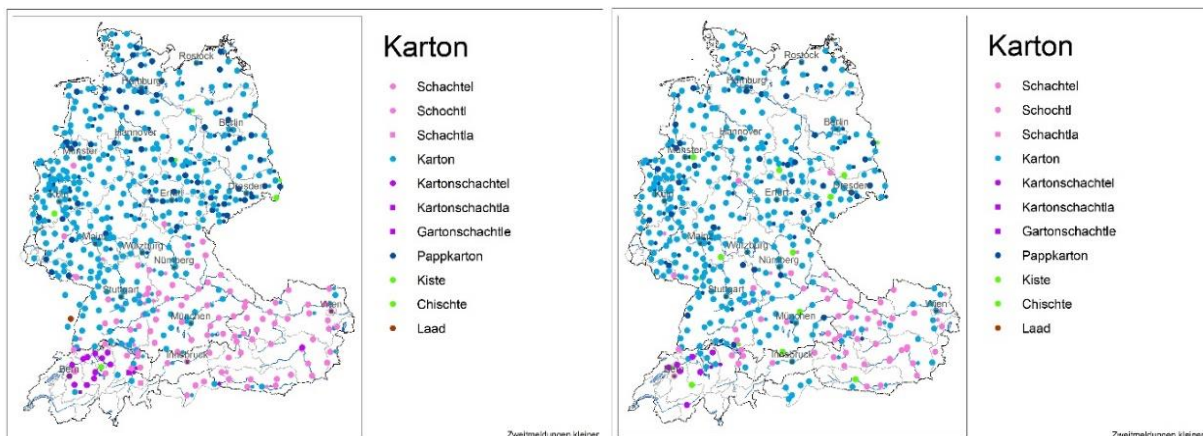 Karton
Schachtel
Schochtl
Schachtla
Karton
Kartonschachtel
Kartonschachtla
Gartonschachtle
Pappkarton
Kiste
Chischte
Laad
Rostock
Hamburg
Berlin
Hannover
Münster
Köln
Erfurt
Dresden
Mainz
Würzburg
Nürnberg
Stuttgart
München
Wien
Innsbruck
Bern
Zweitmeldungen kleiner
Karton
Schachtel
Schochtl
Schachtla
Karton
Kartonschachtel
Kartonschachtla
Gartonschachtle
Pappkarton
Kiste
Chischte
Laad
Rostock
Hamburg
Berlin
Hannover
Münster
Köln
Erfurt
Dresden
Mainz
Würzburg
Nürnberg
Stuttgart
München
Wien
Innsbruck
Zweitmeldungen kleiner